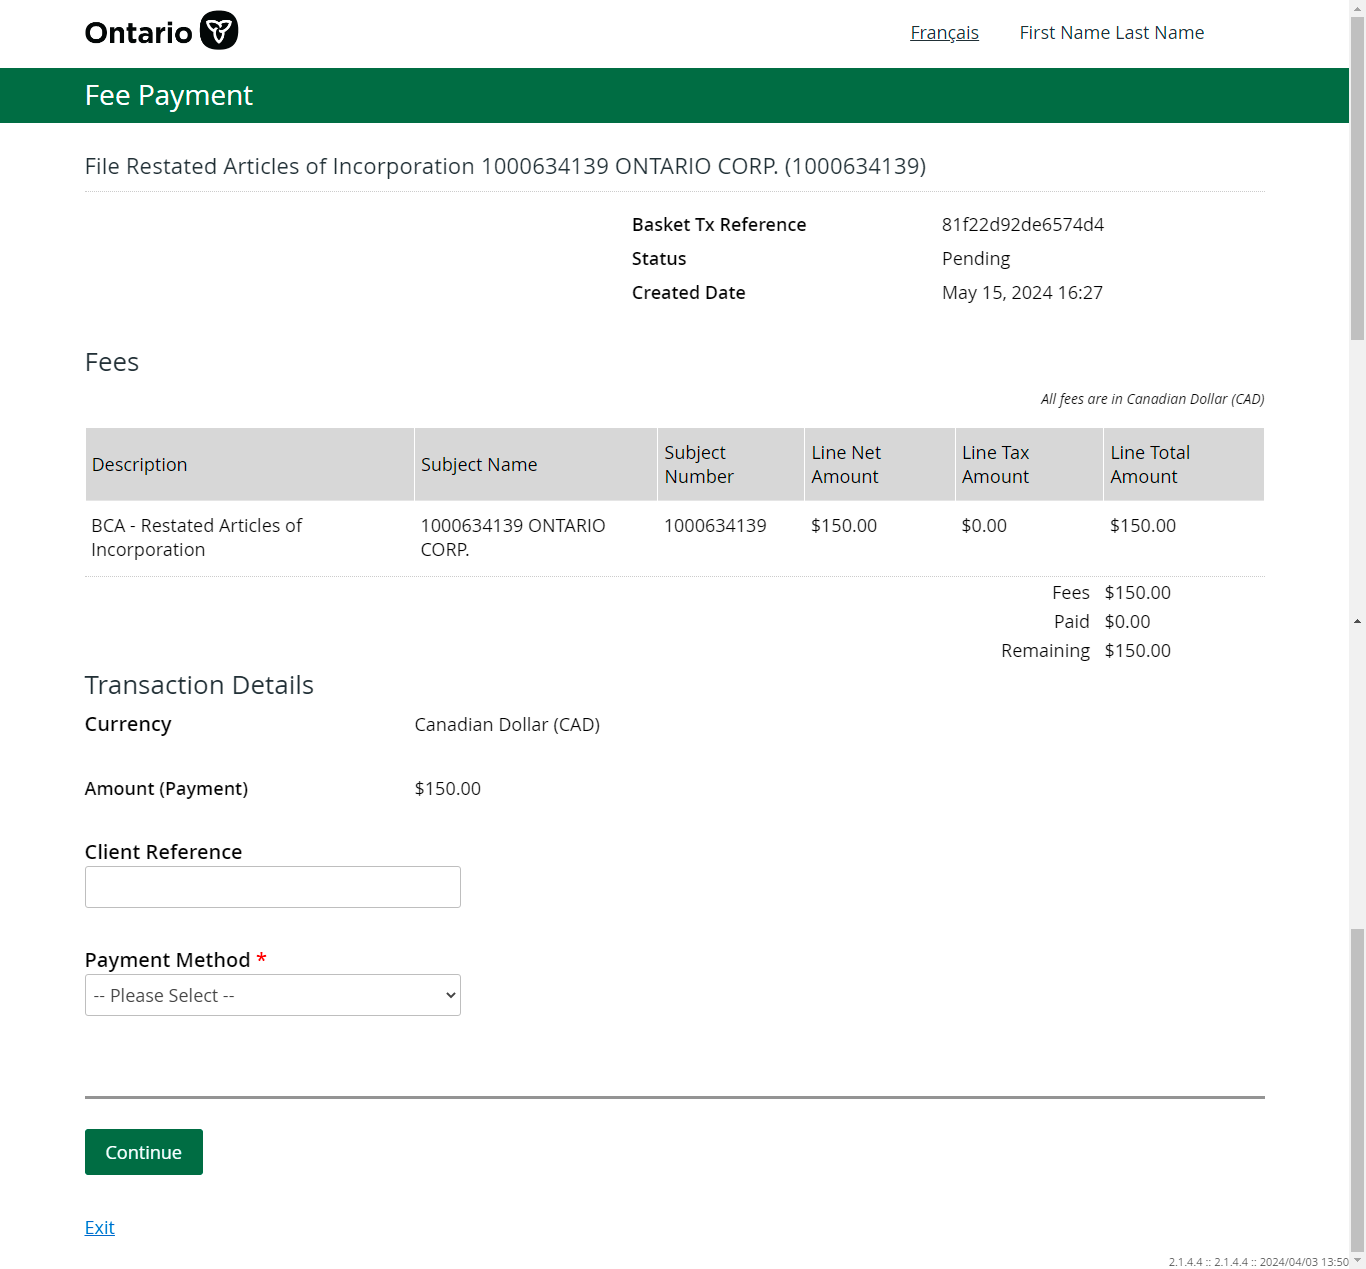 Ontario
Français First Name Last Name
Fee Payment
File Restated Articles of Incorporation 1000634139 ONTARIO CORP. (1000634139)
Basket Tx Reference 81f22d92de6574d4
Status Pending
Created Date May 15, 2024 16:27
Fees
All fees are in Canadian Dollar (CAD)
Description Subject Name Subject Number Line Net Amount Line Tax Amount Line Total Amount
BCA - Restated Articles of Incorporation 1000634139 ONTARIO CORP. 1000634139 $150.00 $0.00 $150.00
Fees $150.00
Paid $0.00
Remaining $150.00
Transaction Details
Currency Canadian Dollar (CAD)
Amount (Payment) $150.00
Client Reference
Payment Method *
-- Please Select --
Continue
Exit
2.1.4.4 :: 2.1.4.4 :: 2024/04/03 13:50